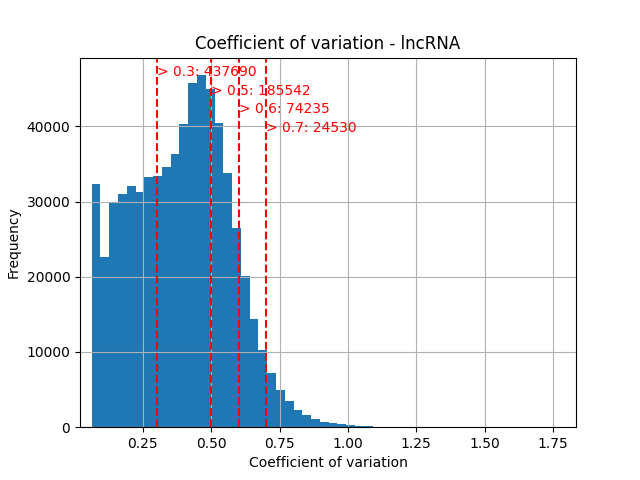 Coefficient of variation - lncRNA
> 0.3: 437690
> 0.5: 185542
> 0.6: 74235
> 0.7: 24530
Frequency
40000
30000
20000
10000
0
0.25 0.50 0.75 1.00 1.25 1.50 1.75
Coefficient of variation